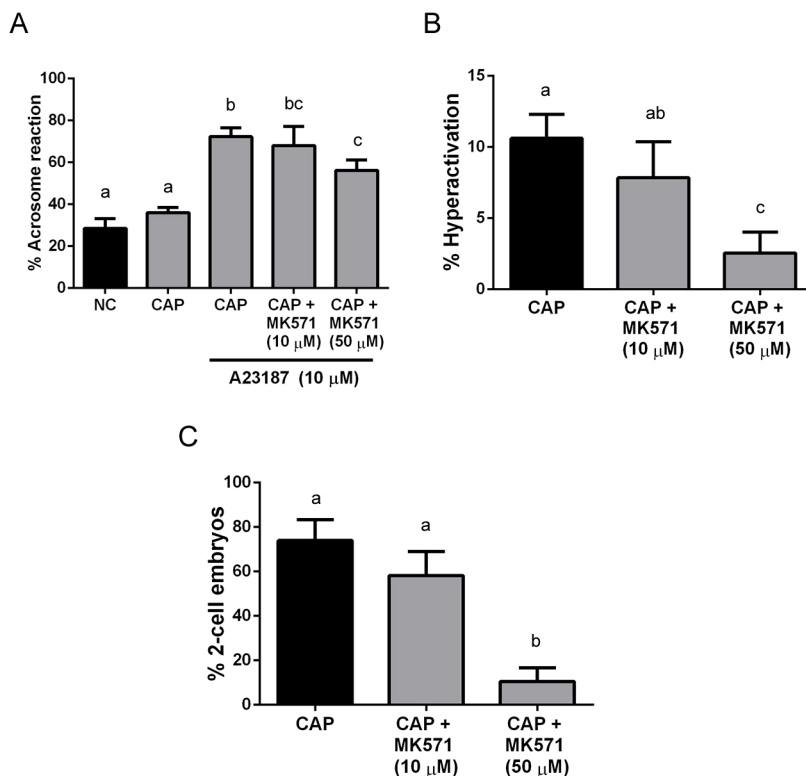 A
% Acrosome reaction
100
80
60
40
20
0
a
a
b
bc
c
NC
CAP
CAP
CAP +
MK571
(10 μM)
CAP +
MK571
(50 μM)
A23187 (10 μM)
B
% Hyperactivation
15
10
5
0
a
ab
c
CAP
CAP +
MK571
(10 μM)
CAP +
MK571
(50 μM)
C
% 2-cell embryos
100
80
60
40
20
0
a
a
b
CAP
CAP +
MK571
(10 μM)
CAP +
MK571
(50 μM)